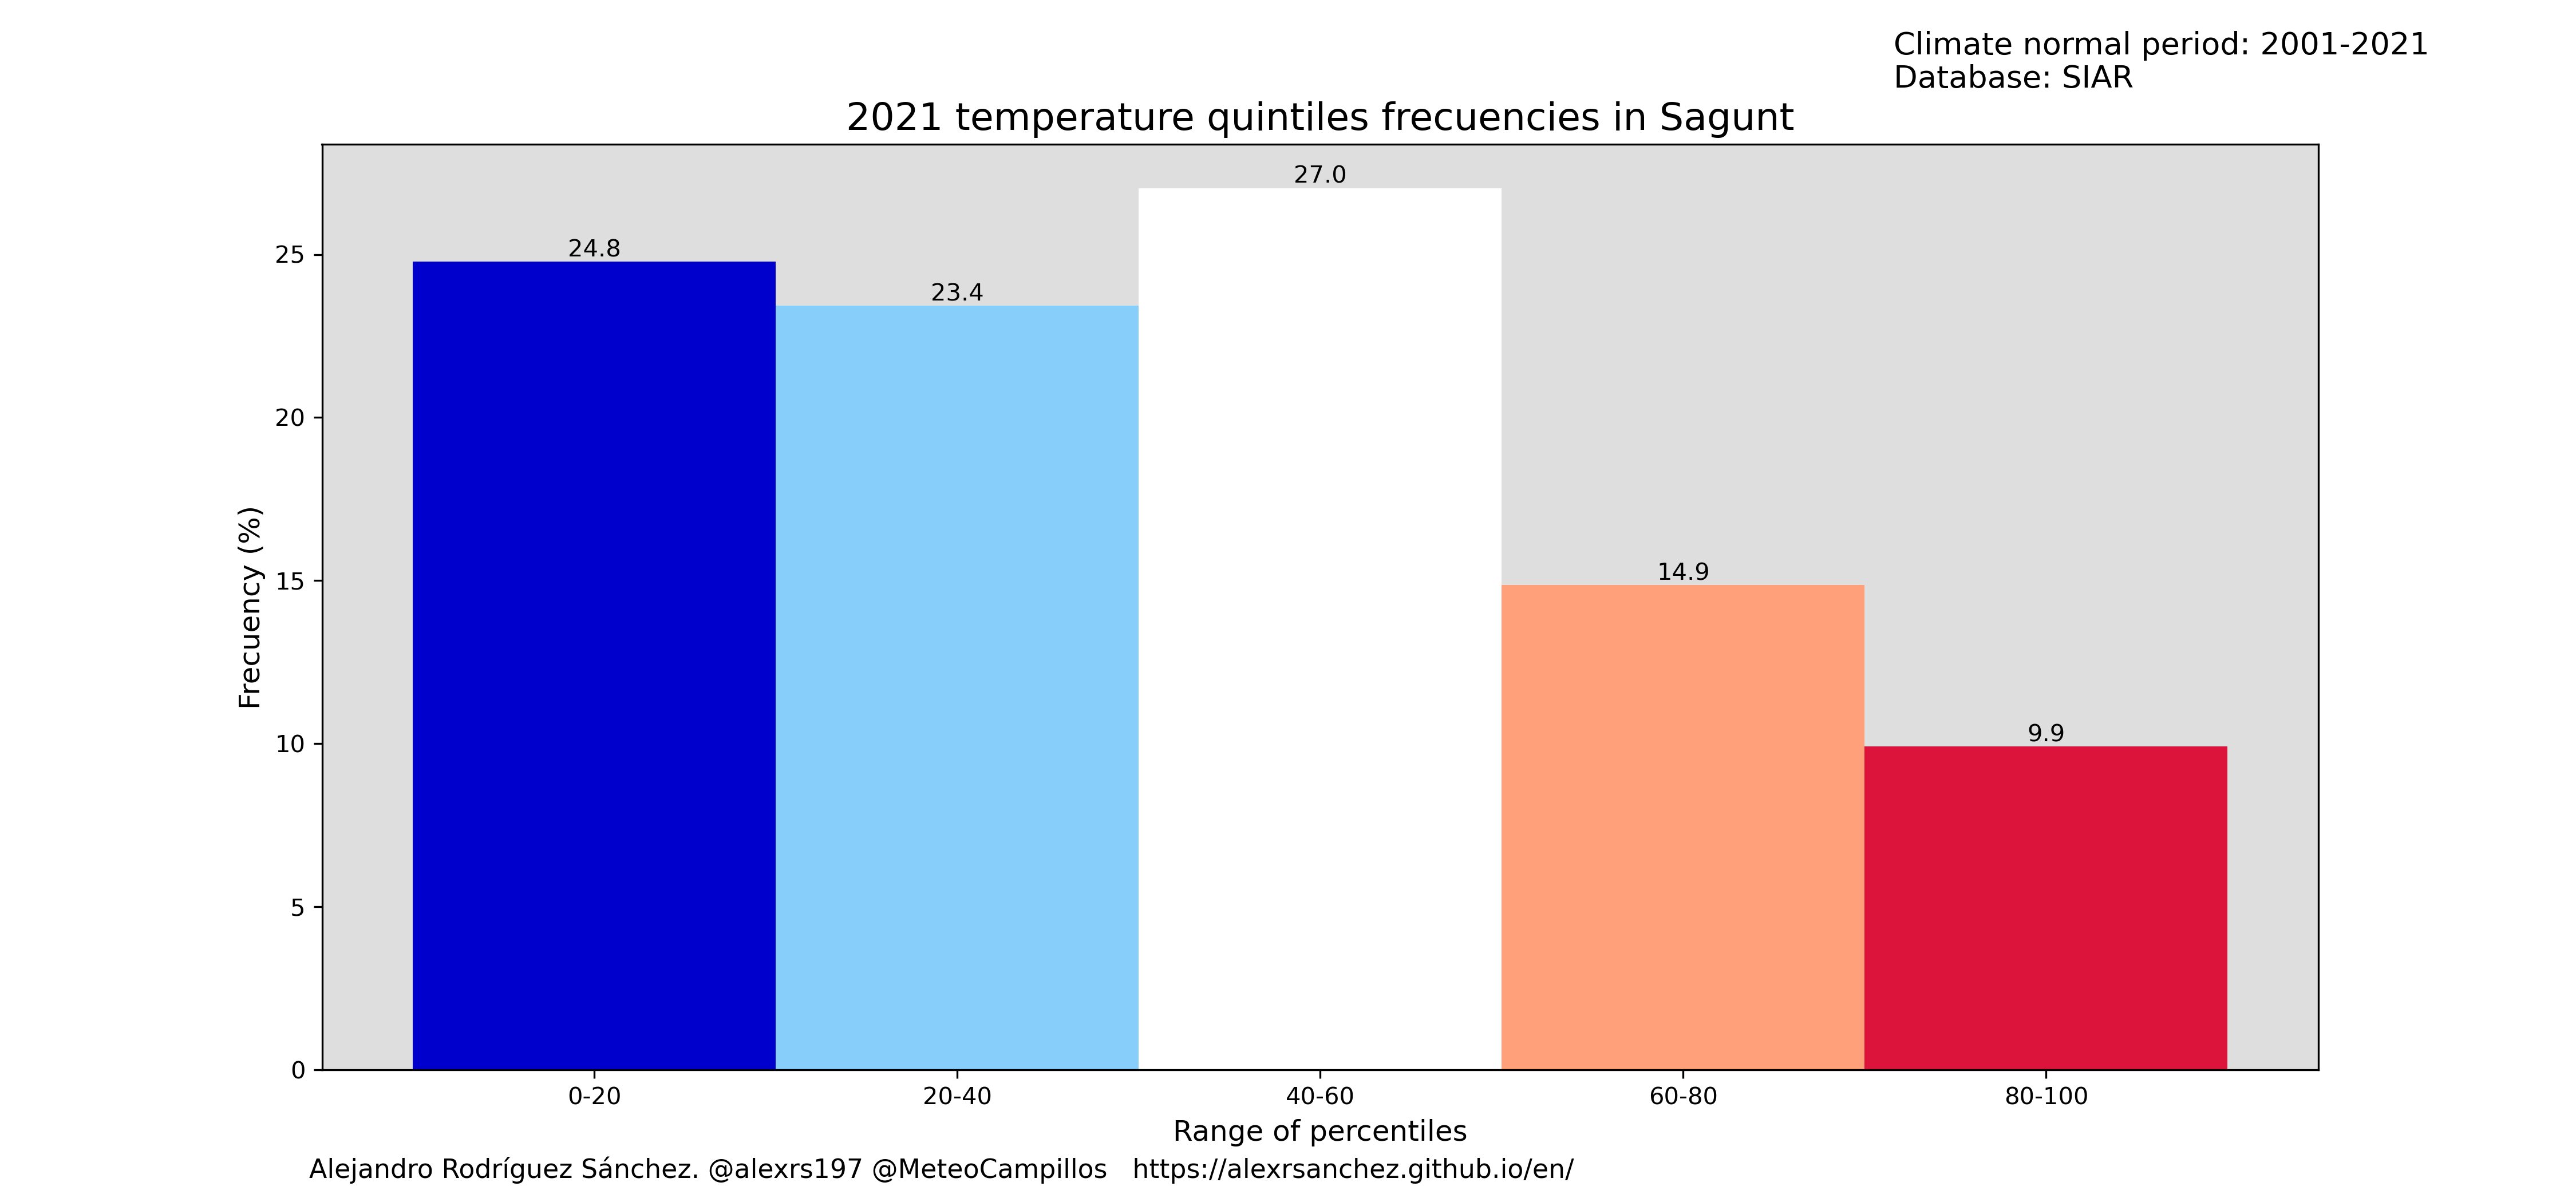 Climate normal period: 2001-2021
Database: SIAR
2021 temperature quintiles frecuencies in Sagunt
27.0
24.8
23.4
14.9
9.9
25
20
15
10
5
0
Frecuency (%)
0-20 20-40 40-60 60-80 80-100
Range of percentiles
Alejandro Rodríguez Sánchez. @alexrs197 @MeteoCampillos https://alexrsanchez.github.io/en/